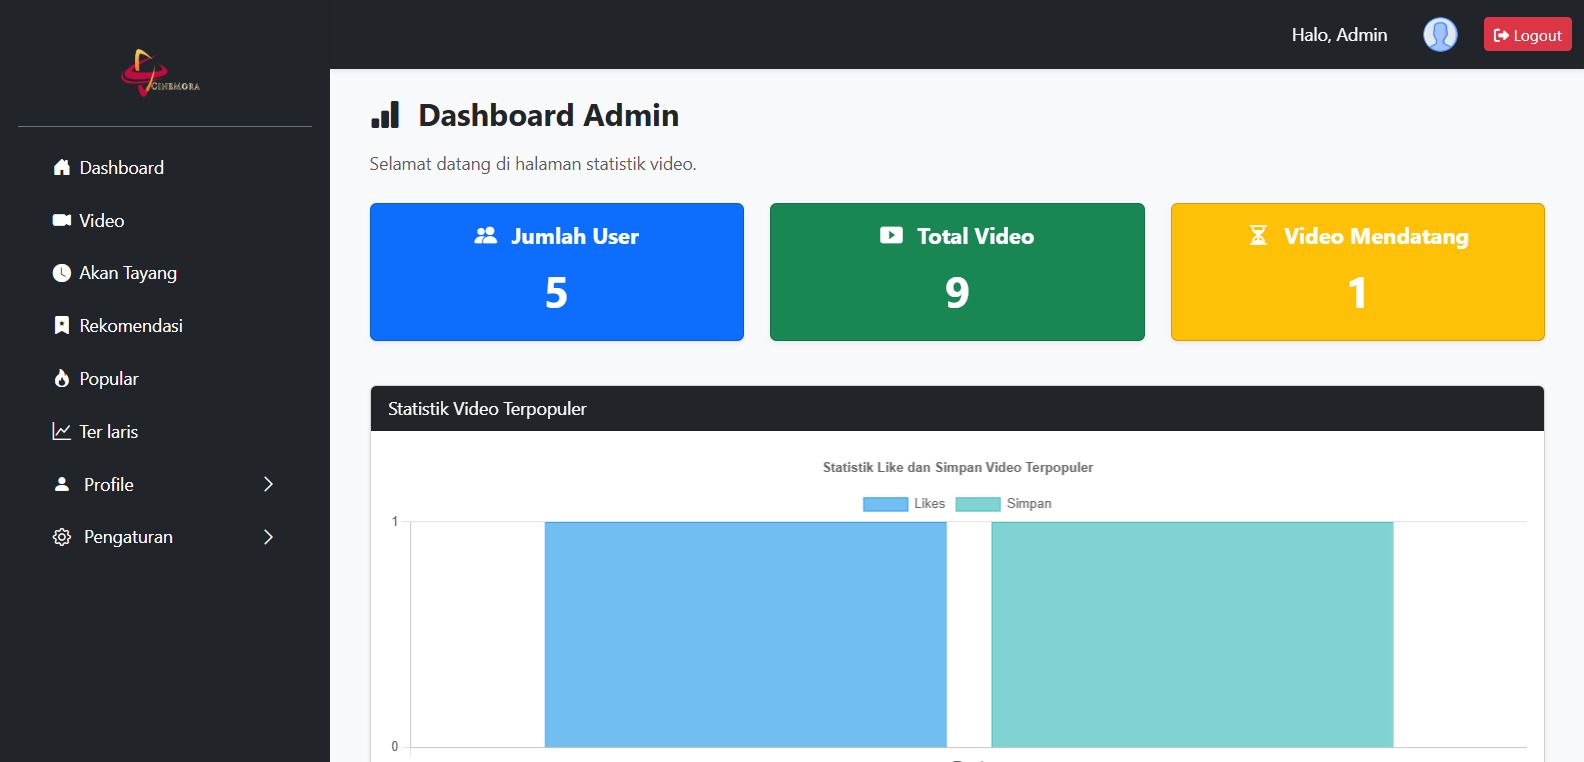 Halo, Admin
Logout
CINEMORA
Dashboard
Video
Akan Tayang
Rekomendasi
Popular
Ter laris
Profile
Pengaturan
Dashboard Admin
Selamat datang di halaman statistik video.
Jumlah User
5
Total Video
9
Video Mendatang
1
Statistik Video Terpopuler
Statistik Like dan Simpan Video Terpopuler
Likes Simpan
1
0